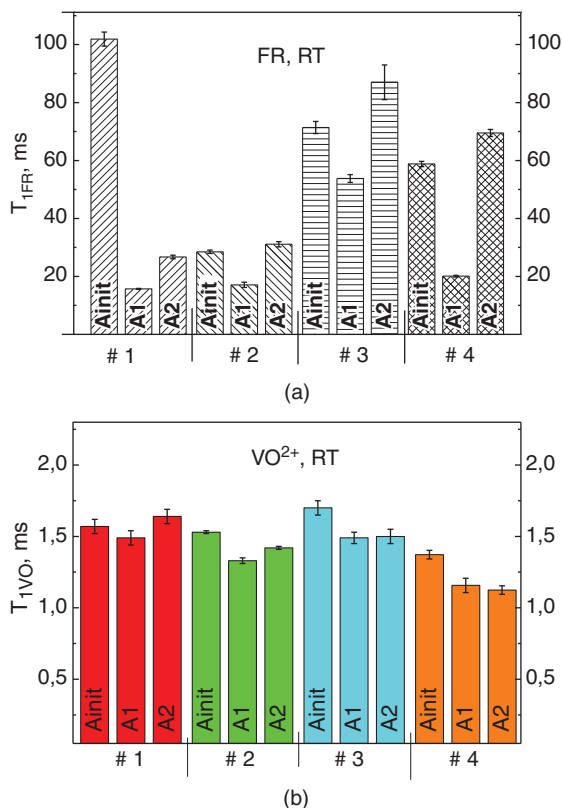 FR, RT
T1FR, ms
100
80
60
40
20
100
80
60
40
20
Ainit
A1
A2
Ainit
A1
A2
Ainit
A1
A2
Ainit
A1
A2
# 1
# 2
# 3
# 4
(a)
VO²⁺, RT
T1VO, ms
2,0
1,5
1,0
0,5
2,0
1,5
1,0
0,5
Ainit
A1
A2
Ainit
A1
A2
Ainit
A1
A2
Ainit
A1
A2
# 1
# 2
# 3
# 4
(b)